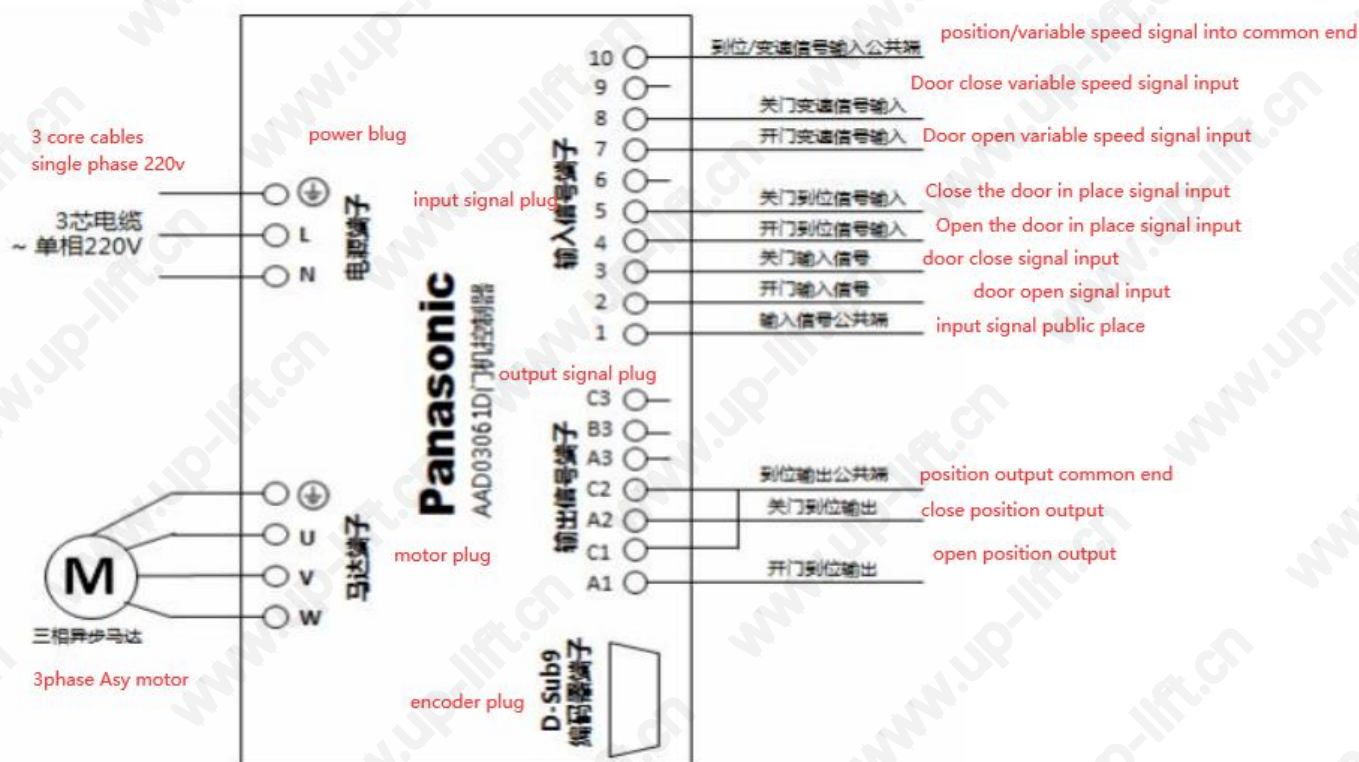 position/variable speed signal into common end
到位/变速信号输入公共端
10
9
Door close variable speed signal input
关门变速信号输入
8
开门变速信号输入
7
Door open variable speed signal input
6
关门到位信号输入
5
Close the door in place signal input
开门到位信号输入
4
Open the door in place signal input
关门输入信号
3
door close signal input
开门输入信号
2
door open signal input
输入信号公共端
1
input signal public place
输入信号端子
input signal plug
3 core cables
single phase 220v
power blug
3芯电缆
~ 单相220V
L
N
电源端子
Panasonic
AAD03061D门机控制器
output signal plug
C3
B3
A3
到位输出公共端
C2
position output common end
关门到位输出
A2
close position output
C1
open position output
开门到位输出
A1
输出信号端子
U
V
W
马达端子
motor plug
M
三相异步马达
3phase Asy motor
encoder plug
D-Sub9
编码器端子
www.up-lift.cn